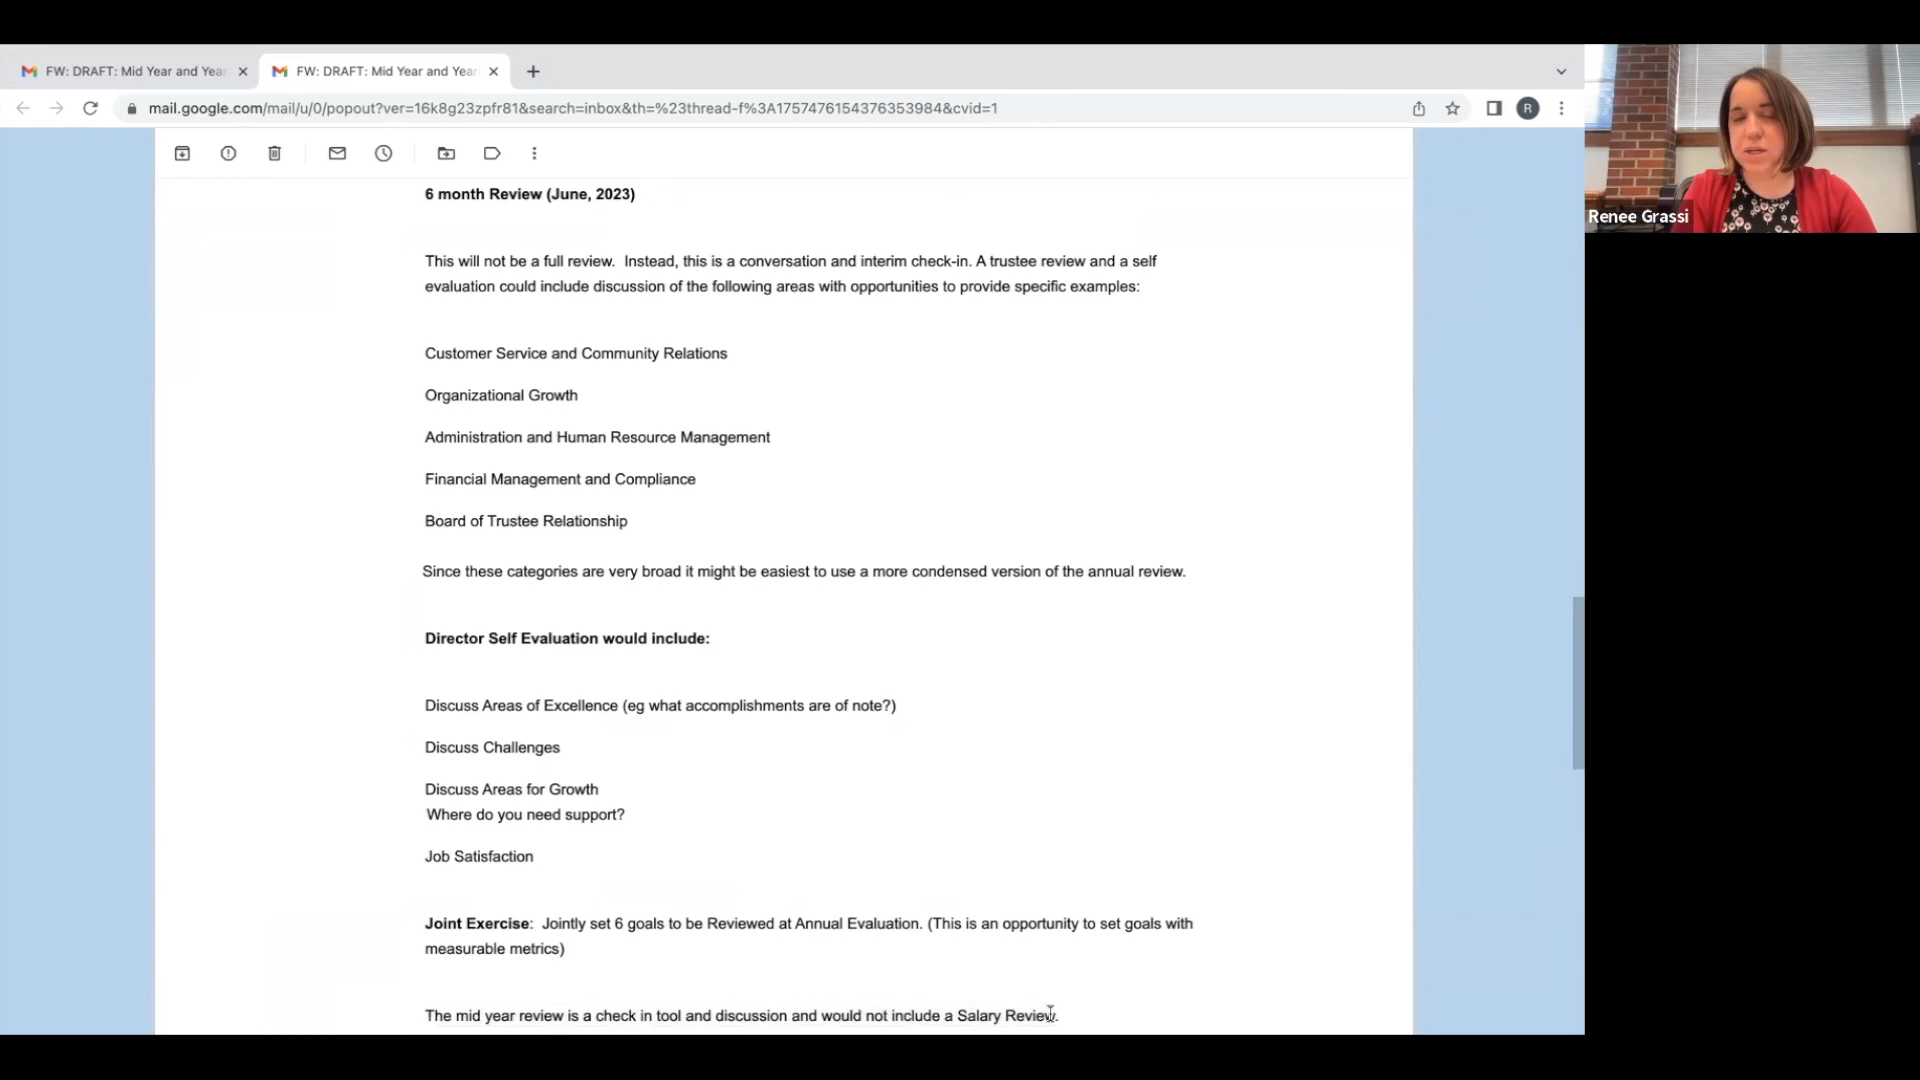 FW: DRAFT: Mid Year and Year
FW: DRAFT: Mid Year and Year
mail.google.com/mail/u/0/popout?ver=16k8g23zpfr81&search=inbox&th=%23thread-f%3A1757476154376353984&cvid=1
R
6 month Review (June, 2023)
This will not be a full review.  Instead, this is a conversation and interim check-in. A trustee review and a self
evaluation could include discussion of the following areas with opportunities to provide specific examples:
Customer Service and Community Relations
Organizational Growth
Administration and Human Resource Management
Financial Management and Compliance
Board of Trustee Relationship
Since these categories are very broad it might be easiest to use a more condensed version of the annual review.
Director Self Evaluation would include:
Discuss Areas of Excellence (eg what accomplishments are of note?)
Discuss Challenges
Discuss Areas for Growth
Where do you need support?
Job Satisfaction
Joint Exercise:  Jointly set 6 goals to be Reviewed at Annual Evaluation. (This is an opportunity to set goals with
measurable metrics)
The mid year review is a check in tool and discussion and would not include a Salary Review.
Renee Grassi